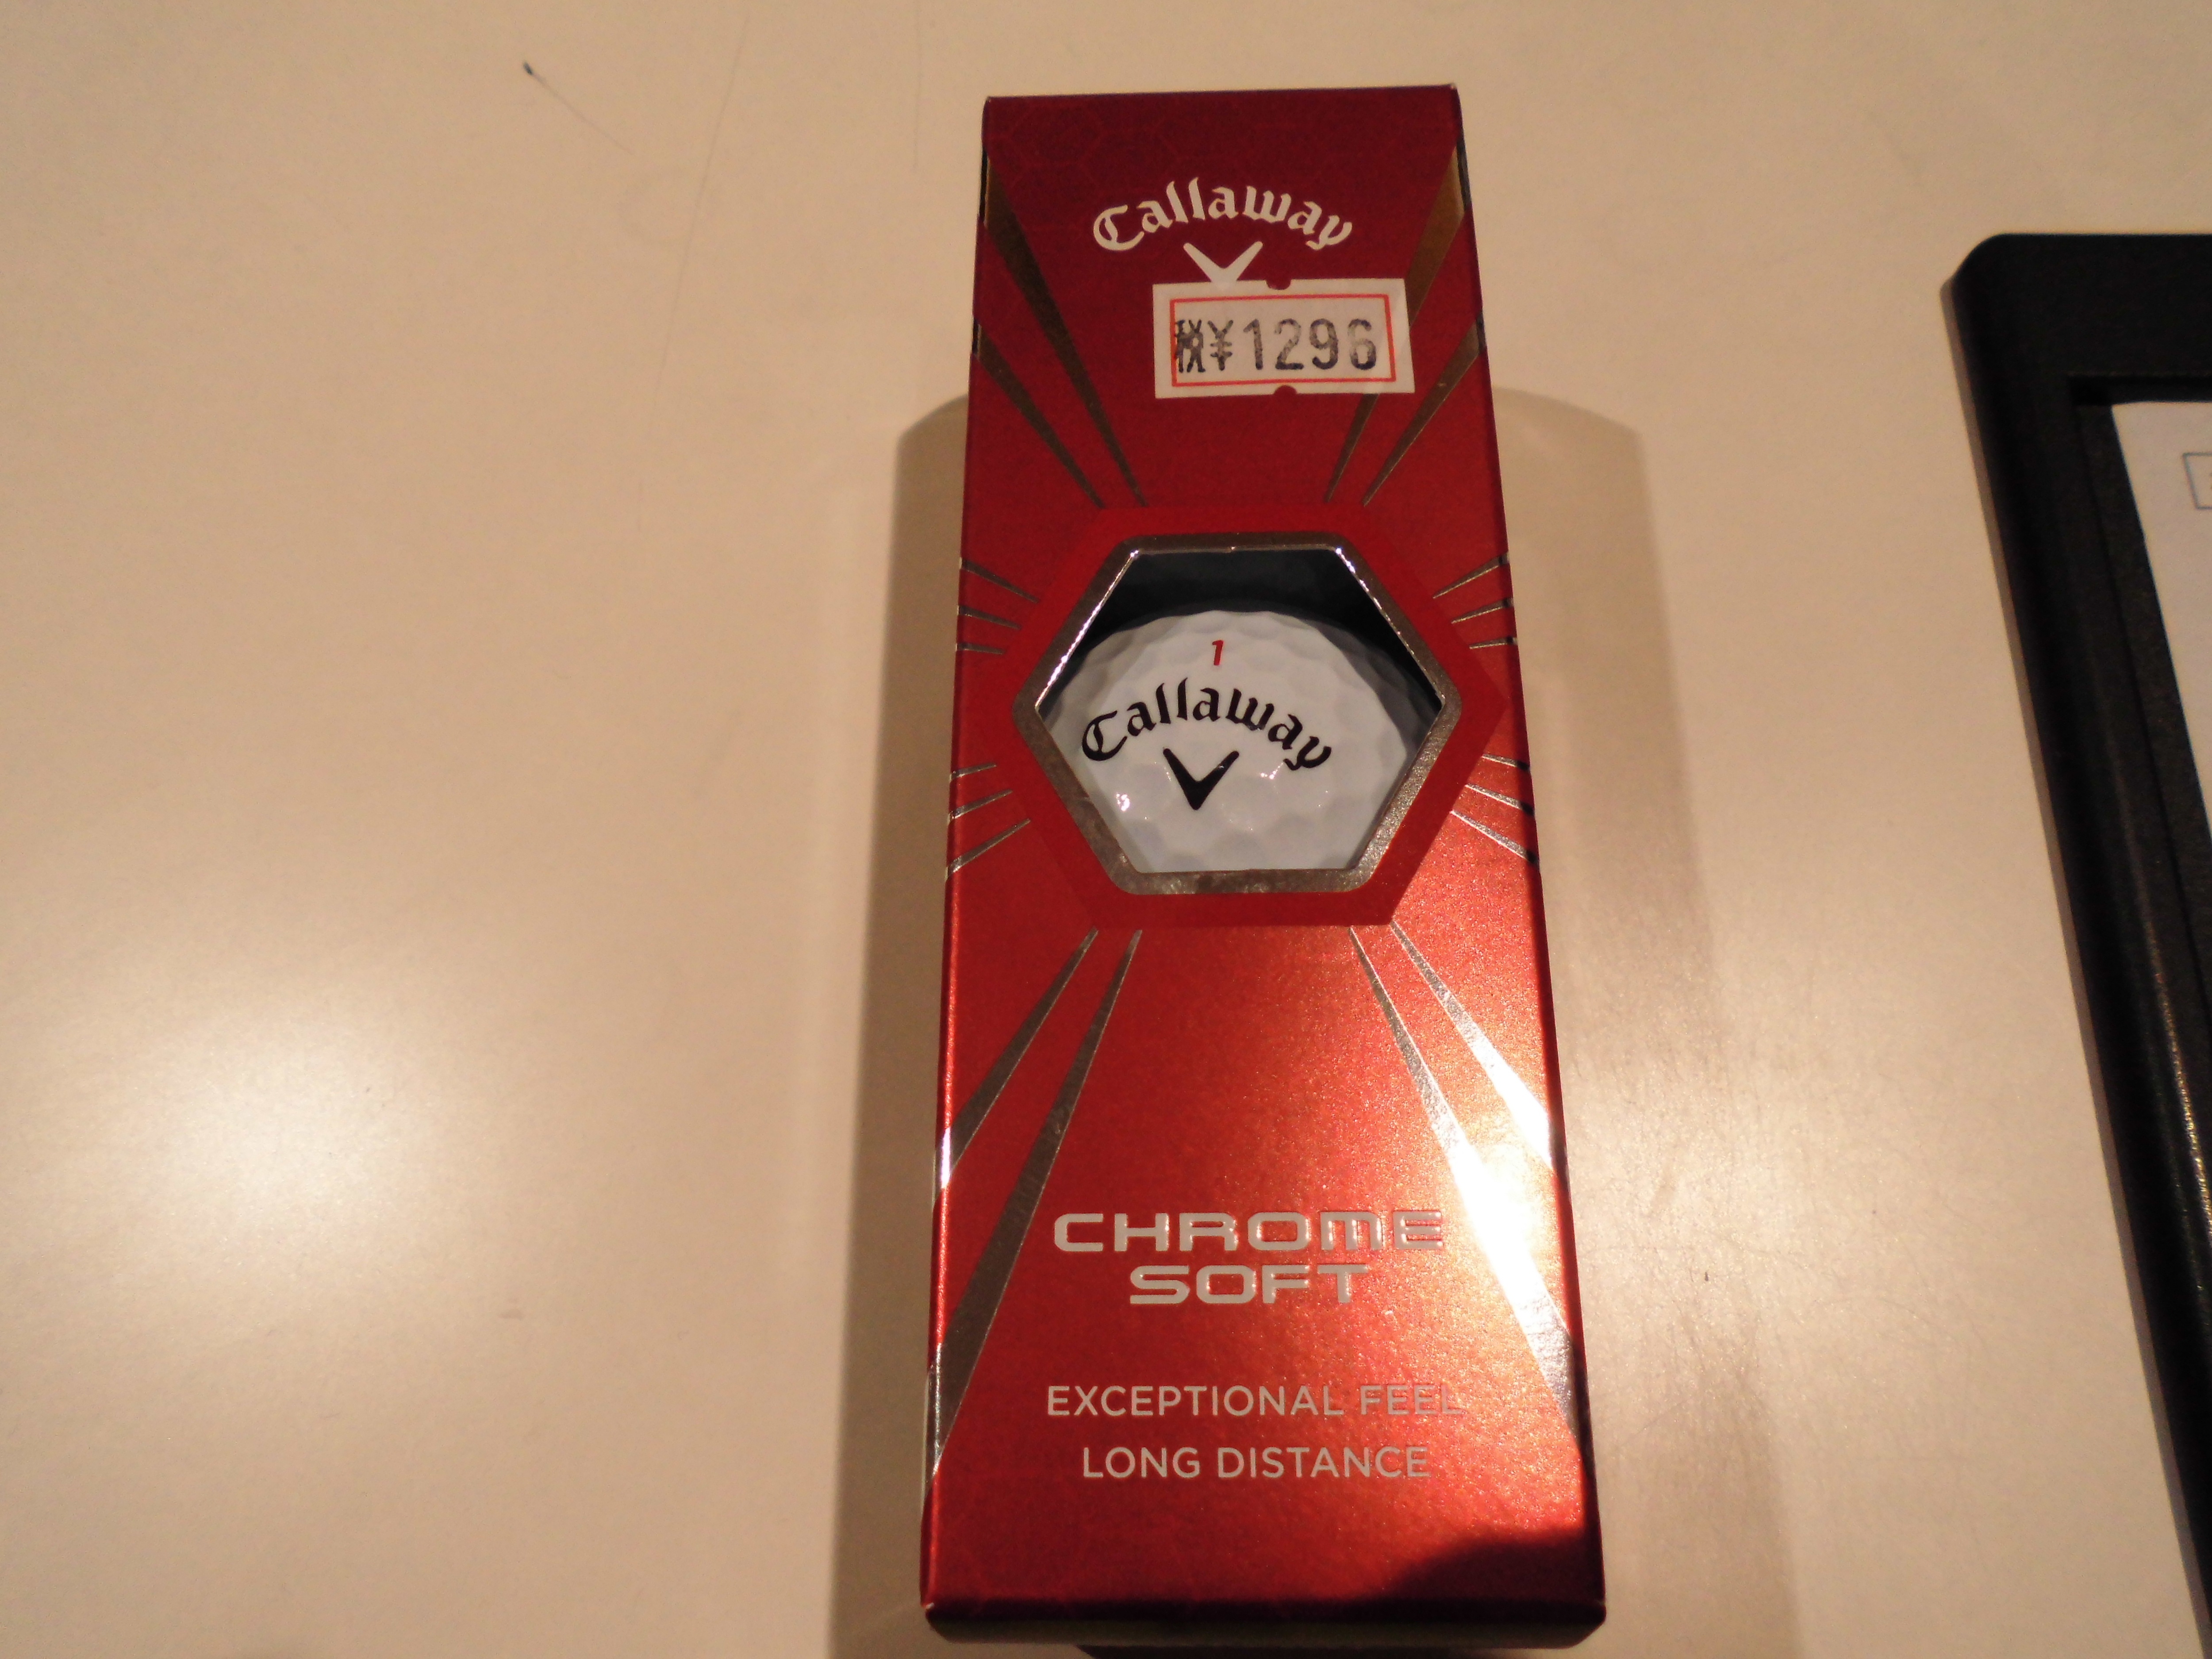 Callaway
税¥1296
1
Callaway
CHROME
SOFT
EXCEPTIONAL FEEL
LONG DISTANCE